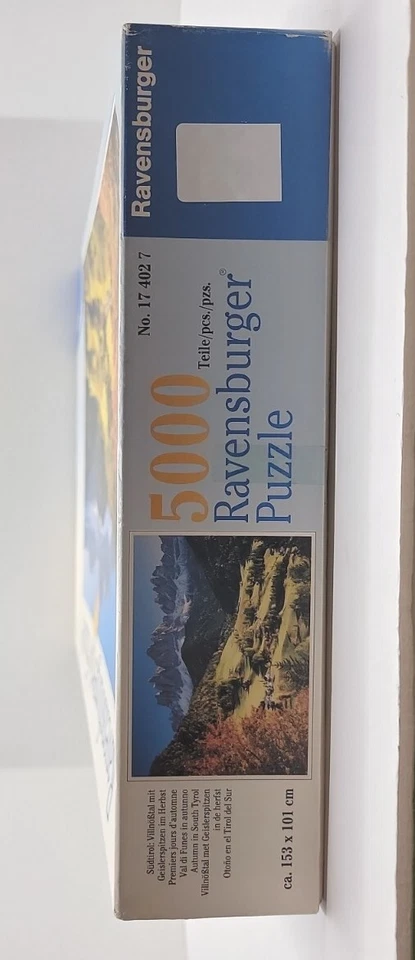 Südtirol: Villnößtal mit
Geislerspitzen im Herbst
Premiers jours d'automne
Val di Funes in autunno
Autumn in South Tyrol
Villnößtal met Geislerspitzen
in de herfst
Otoño en el Tirol del Sur
ca. 153 x 101 cm
No. 17 402 7
5000 Teile/pcs./pzs.
Ravensburger®
Puzzle
Ravensburger